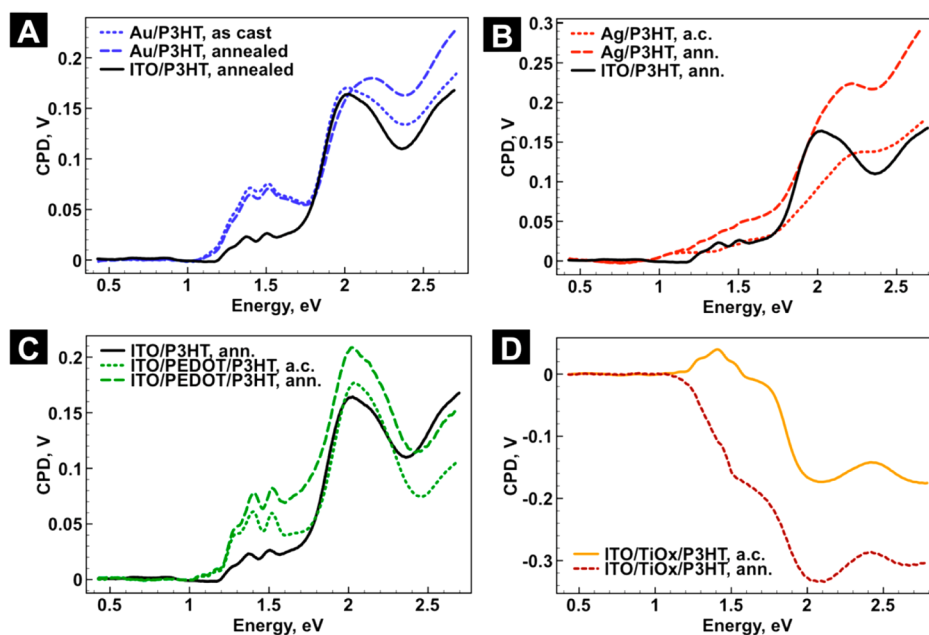 A
Au/P3HT, as cast
Au/P3HT, annealed
ITO/P3HT, annealed
0.2
0.15
0.1
0.05
0
CPD, V
0.5 1 1.5 2 2.5
Energy, eV
B
Ag/P3HT, a.c.
Ag/P3HT, ann.
ITO/P3HT, ann.
0.3
0.25
0.2
0.15
0.1
0.05
0
CPD, V
0.5 1 1.5 2 2.5
Energy, eV
C
ITO/P3HT, ann.
ITO/PEDOT/P3HT, a.c.
ITO/PEDOT/P3HT, ann.
0.2
0.15
0.1
0.05
0
CPD, V
0.5 1 1.5 2 2.5
Energy, eV
D
0
-0.1
-0.2
-0.3
CPD, V
ITO/TiOx/P3HT, a.c.
ITO/TiOx/P3HT, ann.
0.5 1 1.5 2 2.5
Energy, eV